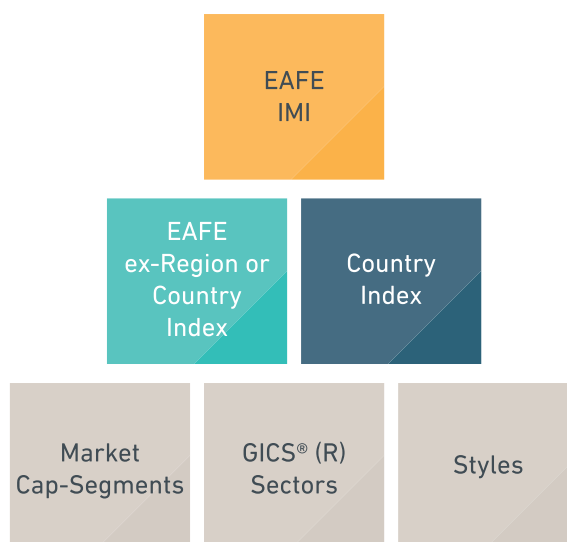 EAFE
IMI
EAFE
ex-Region or
Country
Index
Country
Index
Market
Cap-Segments
GICS® (R)
Sectors
Styles